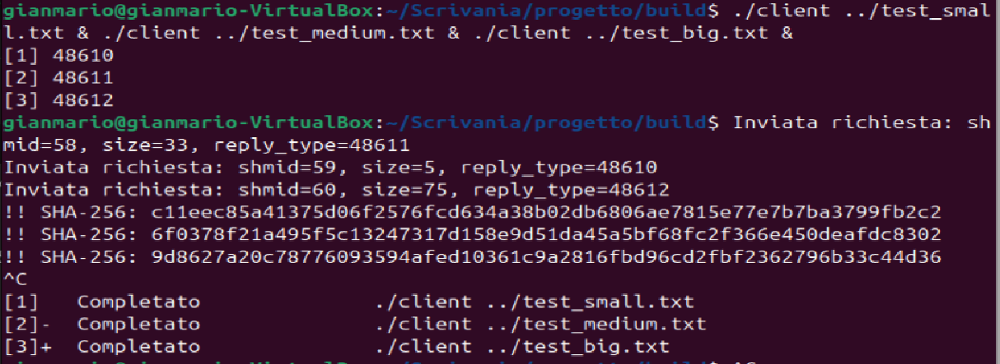 gianmario@gianmario-VirtualBox:~/Scrivania/progetto/build$ ./client ../test_smal
l.txt & ./client ../test_medium.txt & ./client ../test_big.txt &
[1] 48610
[2] 48611
[3] 48612
gianmario@gianmario-VirtualBox:~/Scrivania/progetto/build$ Inviata richiesta: sh
mid=58, size=33, reply_type=48611
Inviata richiesta: shmid=59, size=5, reply_type=48610
Inviata richiesta: shmid=60, size=75, reply_type=48612
!! SHA-256: c11eec85a41375d06f2576fcd634a38b02db6806ae7815e77e7b7ba3799fb2c2
!! SHA-256: 6f0378f21a495f5c13247317d158e9d51da45a5bf68fc2f366e450deafdc8302
!! SHA-256: 9d8627a20c78776093594afed10361c9a2816fbd96cd2fbf2362796b33c44d36
^C
[1]   Completato              ./client ../test_small.txt
[2]-  Completato              ./client ../test_medium.txt
[3]+  Completato              ./client ../test_big.txt